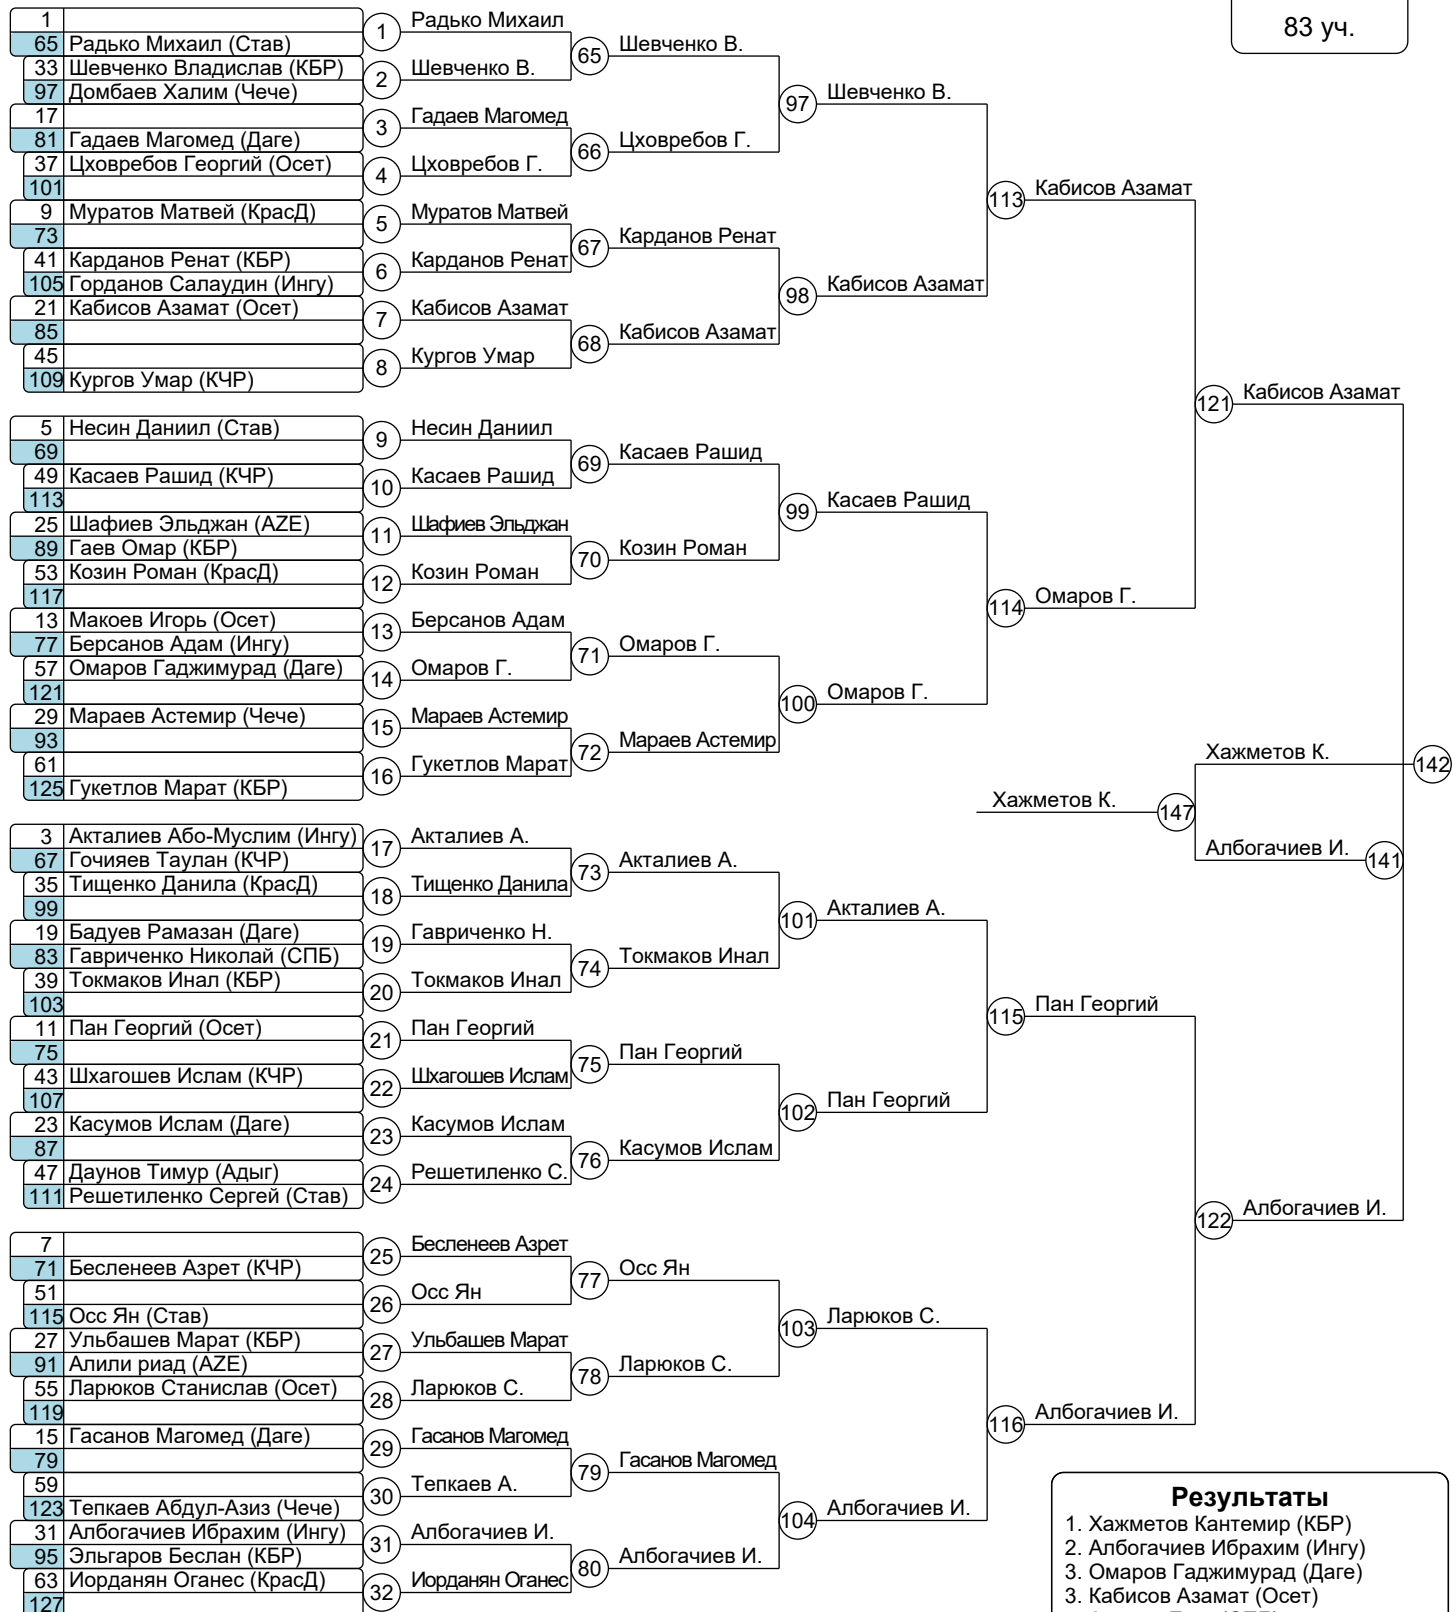 83 уч.
1
65 Радько Михаил (Став)
33 Шевченко Владислав (КБР)
97 Домбаев Халим (Чече)
17
81 Гадаев Магомед (Даге)
37 Цховребов Георгий (Осет)
101
9 Муратов Матвей (КрасД)
73
41 Карданов Ренат (КБР)
105 Горданов Салаудин (Ингу)
21 Кабисов Азамат (Осет)
85
45
109 Кургов Умар (КЧР)
5 Несин Даниил (Став)
69
49 Касаев Рашид (КЧР)
113
25 Шафиев Эльджан (AZE)
89 Гаев Омар (КБР)
53 Козин Роман (КрасД)
117
13 Макоев Игорь (Осет)
77 Берсанов Адам (Ингу)
57 Омаров Гаджимурад (Даге)
121
29 Мараев Астемир (Чече)
93
61
125 Гукетлов Марат (КБР)
3 Акталиев Або-Муслим (Ингу)
67 Гочияев Таулан (КЧР)
35 Тищенко Данила (КрасД)
99
19 Бадуев Рамазан (Даге)
83 Гавриченко Николай (СПБ)
39 Токмаков Инал (КБР)
103
11 Пан Георгий (Осет)
75
43 Шхагошев Ислам (КЧР)
107
23 Касумов Ислам (Даге)
87
47 Даунов Тимур (Адыг)
111 Решетиленко Сергей (Став)
7
71 Бесленеев Азрет (КЧР)
51
115 Осс Ян (Став)
27 Ульбашев Марат (КБР)
91 Алили риад (AZE)
55 Ларюков Станислав (Осет)
119
15 Гасанов Магомед (Даге)
79
59
123 Тепкаев Абдул-Азиз (Чече)
31 Албогачиев Ибрахим (Ингу)
95 Эльгаров Беслан (КБР)
63 Иорданян Оганес (КрасД)
127
1 Радько Михаил
2 Шевченко В.
3 Гадаев Магомед
4 Цховребов Г.
5 Муратов Матвей
6 Карданов Ренат
7 Кабисов Азамат
8 Кургов Умар
9 Несин Даниил
10 Касаев Рашид
11 Шафиев Эльджан
12 Козин Роман
13 Берсанов Адам
14 Омаров Г.
15 Мараев Астемир
16 Гукетлов Марат
17 Акталиев А.
18 Тищенко Данила
19 Гавриченко Н.
20 Токмаков Инал
21 Пан Георгий
22 Шхагошев Ислам
23 Касумов Ислам
24 Решетиленко С.
25 Бесленеев Азрет
26 Осс Ян
27 Ульбашев Марат
28 Ларюков С.
29 Гасанов Магомед
30 Тепкаев А.
31 Албогачиев И.
32 Иорданян Оганес
65 Шевченко В.
66 Цховребов Г.
67 Карданов Ренат
68 Кабисов Азамат
69 Касаев Рашид
70 Козин Роман
71 Омаров Г.
72 Мараев Астемир
73 Акталиев А.
74 Токмаков Инал
75 Пан Георгий
76 Касумов Ислам
77 Осс Ян
78 Ларюков С.
79 Гасанов Магомед
80 Албогачиев И.
97 Шевченко В.
98 Кабисов Азамат
99 Касаев Рашид
100 Омаров Г.
101 Акталиев А.
102 Пан Георгий
103 Ларюков С.
104 Албогачиев И.
113 Кабисов Азамат
114 Омаров Г.
115 Пан Георгий
116 Албогачиев И.
121 Кабисов Азамат
122 Албогачиев И.
Хажметов К. 142
Хажметов К. 147
Албогачиев И. 141
Результаты
1. Хажметов Кантемир (КБР)
2. Албогачиев Ибрахим (Ингу)
3. Омаров Гаджимурад (Даге)
3. Кабисов Азамат (Осет)